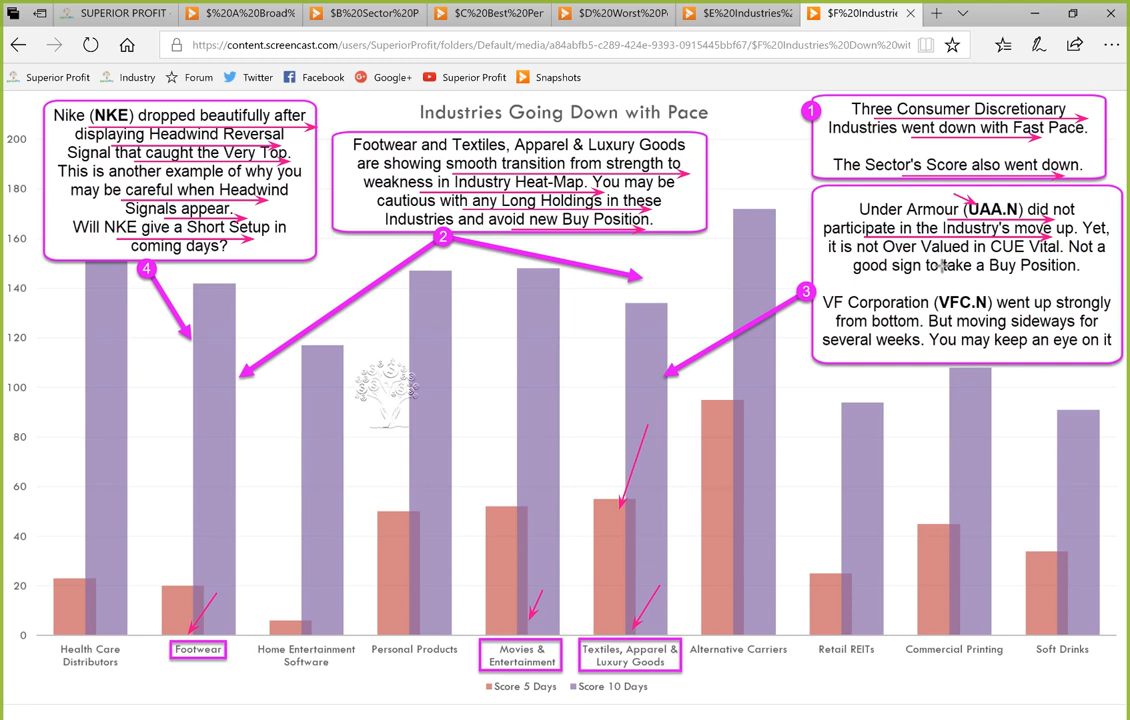 SUPERIOR PROFIT
$%20A%20Broad%
$%20B%20Sector%20P
$%20C%20Best%20Per
$%20D%20Worst%20P
$%20E%20Industries%2
$%20F%20Industrie
https://content.screencast.com/users/SuperiorProfit/folders/Default/media/a84abfb5-c289-424e-9393-0915445bbf67/$F%20Industries%20Down%20wit
Superior Profit
Industry
Forum
Twitter
Facebook
Google+
Superior Profit
Snapshots
Industries Going Down with Pace
Nike (NKE) dropped beautifully after
displaying Headwind Reversal
Signal that caught the Very Top.
This is another example of why you
may be careful when Headwind
Signals appear.
Will NKE give a Short Setup in
coming days?
4
Footwear and Textiles, Apparel & Luxury Goods
are showing smooth transition from strength to
weakness in Industry Heat-Map. You may be
cautious with any Long Holdings in these
Industries and avoid new Buy Position.
2
1
Three Consumer Discretionary
Industries went down with Fast Pace.
The Sector's Score also went down.
Under Armour (UAA.N) did not
participate in the Industry's move up. Yet,
it is not Over Valued in CUE Vital. Not a
good sign to take a Buy Position.
3
VF Corporation (VFC.N) went up strongly
from bottom. But moving sideways for
several weeks. You may keep an eye on it
200
180
160
140
120
100
80
60
40
20
0
Health Care
Distributors
Footwear
Home Entertainment
Software
Personal Products
Movies &
Entertainment
Textiles, Apparel &
Luxury Goods
Alternative Carriers
Retail REITs
Commercial Printing
Soft Drinks
Score 5 Days
Score 10 Days